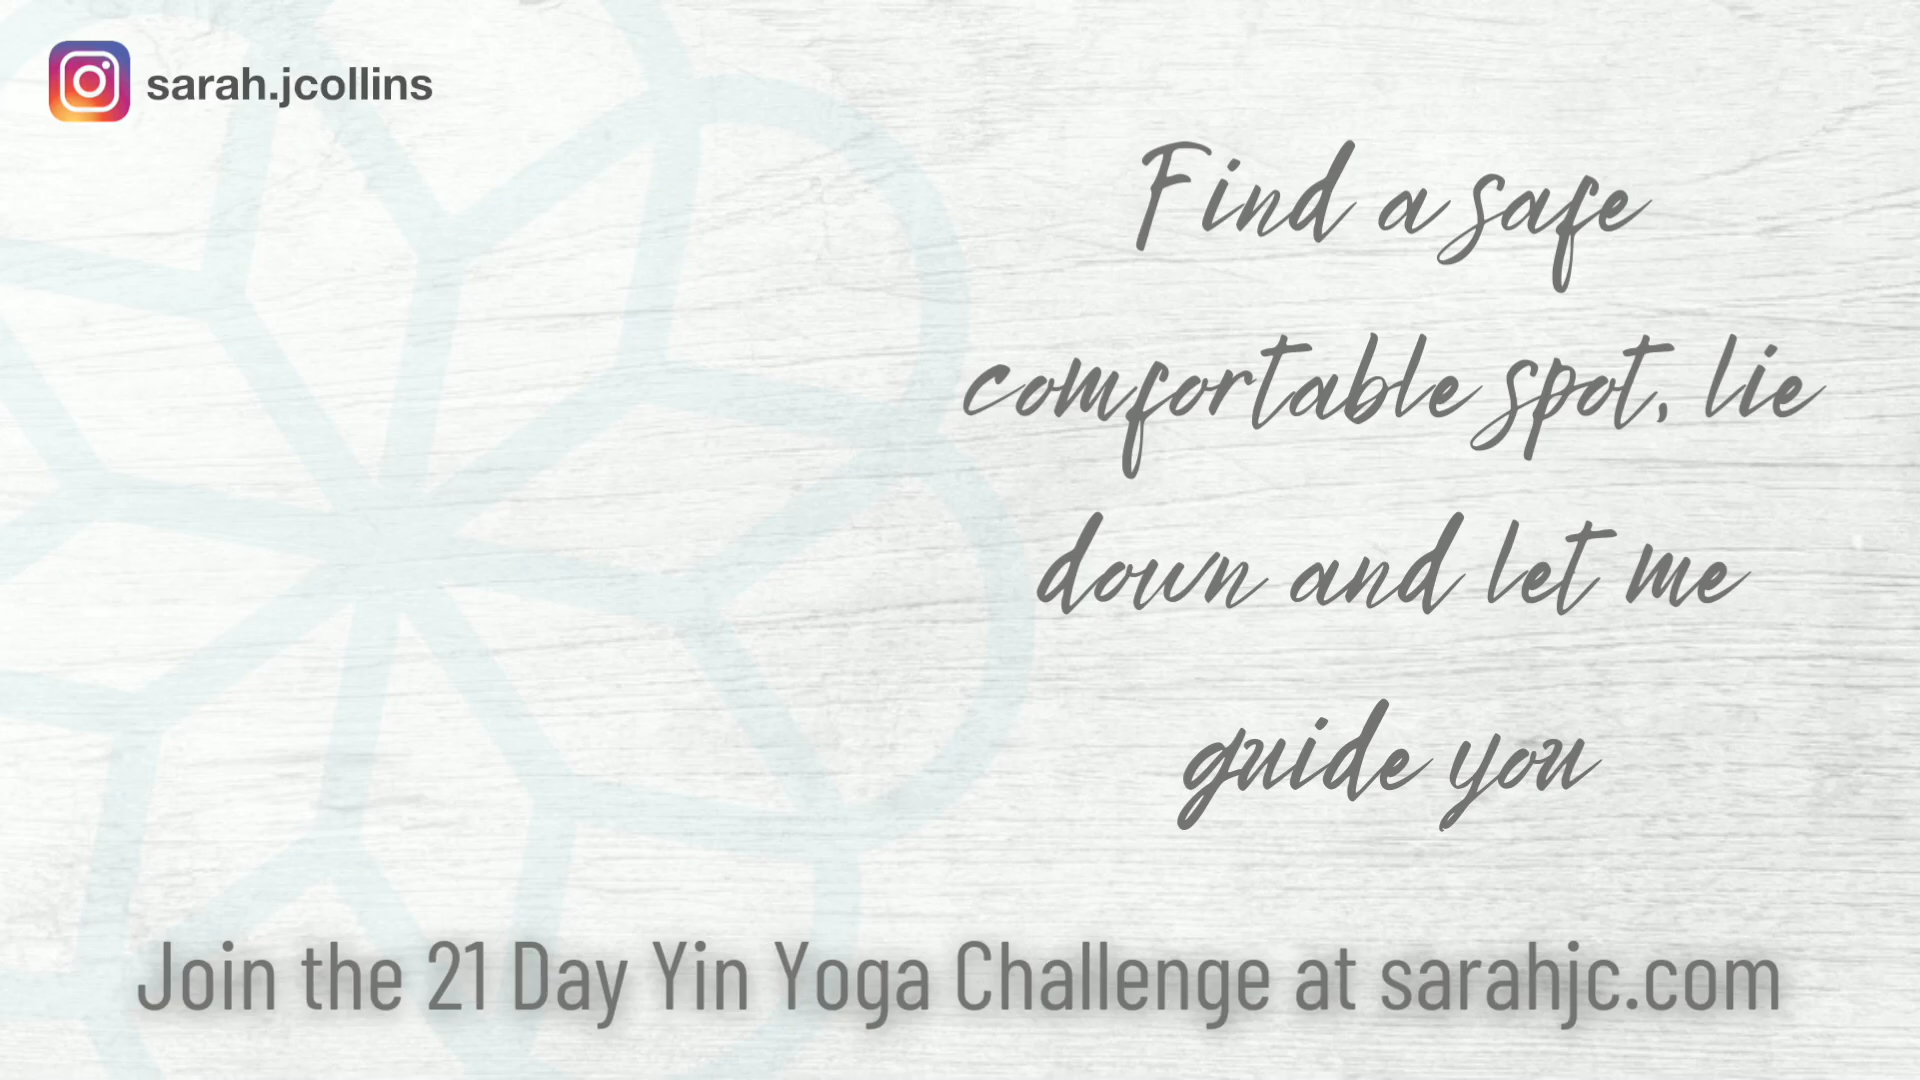 sarah.jcollins
Find a safe
comfortable spot, lie
down and let me
guide you
Join the 21 Day Yin Yoga Challenge at sarahjc.com